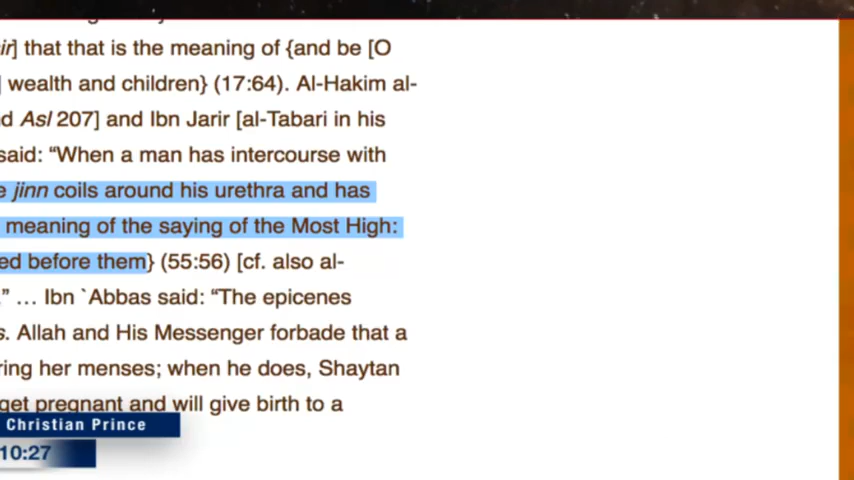 ir] that that is the meaning of {and be [O
] wealth and children} (17:64). Al-Hakim al-
d Asl 207] and Ibn Jarir [al-Tabari in his
said: “When a man has intercourse with
e jinn coils around his urethra and has
meaning of the saying of the Most High:
ed before them} (55:56) [cf. also al-
.” … Ibn `Abbas said: “The epicenes
s. Allah and His Messenger forbade that a
ring her menses; when he does, Shaytan
get pregnant and will give birth to a
Christian Prince
10:27